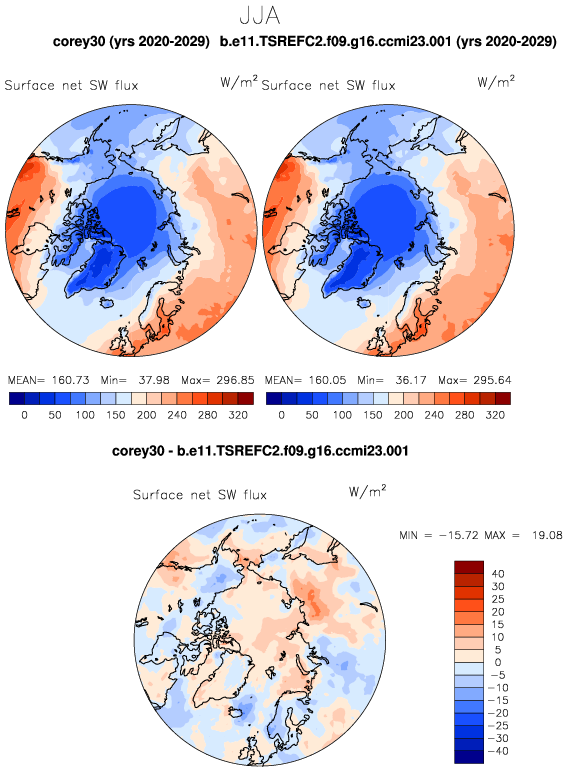 JJA
corey30 (yrs 2020-2029) b.e11.TSREFC2.f09.g16.ccmi23.001 (yrs 2020-2029)
Surface net SW flux W/m² Surface net SW flux W/m²
MEAN= 160.73 Min= 37.98 Max= 296.85 MEAN= 160.05 Min= 36.17 Max= 295.64
0 50 100 150 200 240 280 320 0 50 100 150 200 240 280 320
corey30 - b.e11.TSREFC2.f09.g16.ccmi23.001
Surface net SW flux W/m²
MIN = -15.72 MAX = 19.08
40
30
25
20
15
10
5
0
-5
-10
-15
-20
-25
-30
-40